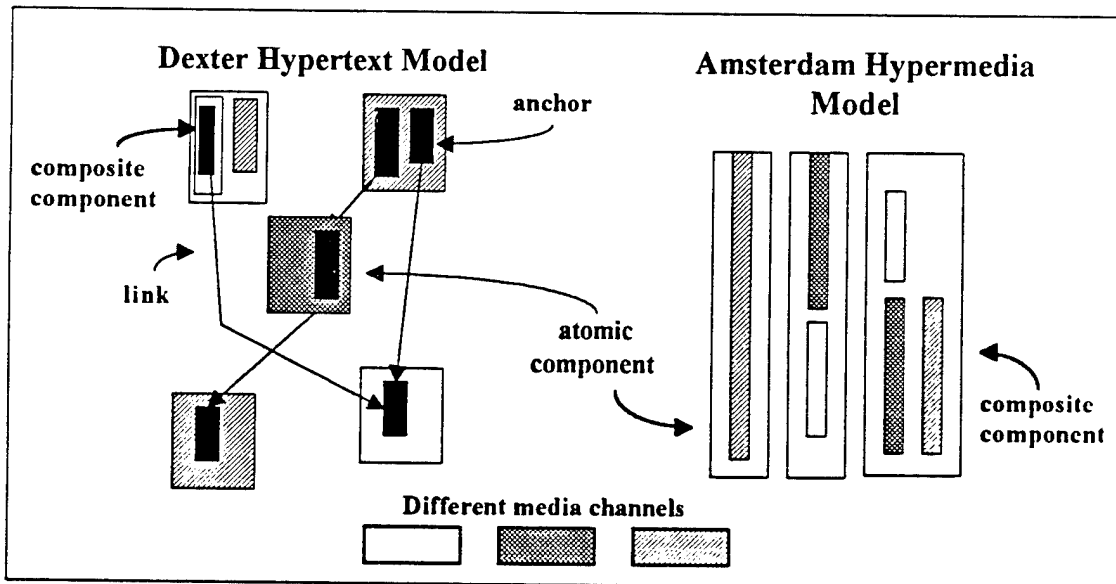 Dexter Hypertext Model
Amsterdam Hypermedia
Model
anchor
composite
component
link
atomic
component
composite
component
Different media channels